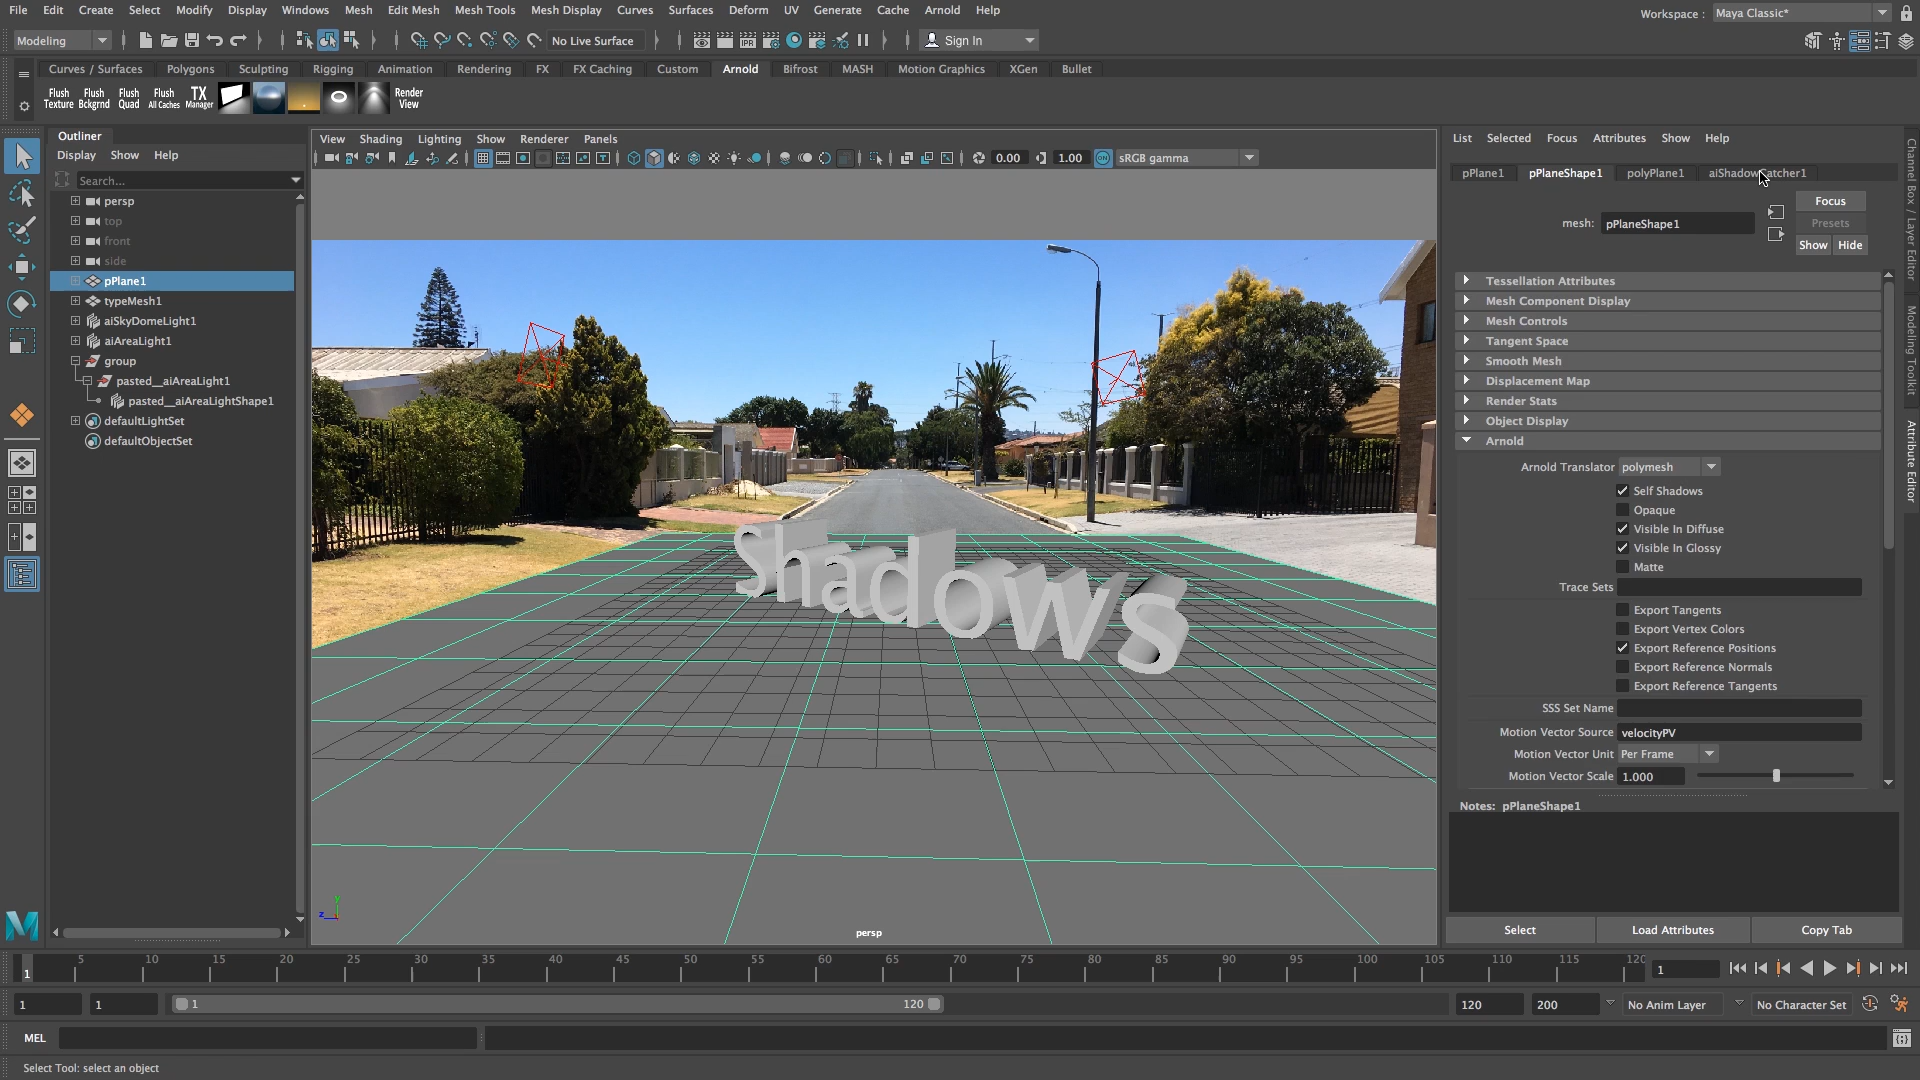 File Edit Create Select Modify Display Windows Mesh Edit Mesh Mesh Tools Mesh Display Curves Surfaces Deform UV Generate Cache Arnold Help
Workspace : Maya Classic*
Modeling
No Live Surface
IPR
Sign In
Curves / Surfaces Polygons Sculpting Rigging Animation Rendering FX FX Caching Custom Arnold Bifrost MASH Motion Graphics XGen Bullet
Flush Texture
Flush Bckgrnd
Flush Quad
Flush All Caches
TX Manager
Render View
Outliner
Display Show Help
Search...
persp
top
front
side
pPlane1
typeMesh1
aiSkyDomeLight1
aiAreaLight1
group
pasted__aiAreaLight1
pasted__aiAreaLightShape1
defaultLightSet
defaultObjectSet
View Shading Lighting Show Renderer Panels
0.00 1.00 ON sRGB gamma
Shadows
y
z
persp
List Selected Focus Attributes Show Help
pPlane1 pPlaneShape1 polyPlane1 aiShadowCatcher1
mesh: pPlaneShape1
Focus
Presets
Show Hide
Tessellation Attributes
Mesh Component Display
Mesh Controls
Tangent Space
Smooth Mesh
Displacement Map
Render Stats
Object Display
Arnold
Arnold Translator polymesh
Self Shadows
Opaque
Visible In Diffuse
Visible In Glossy
Matte
Trace Sets
Export Tangents
Export Vertex Colors
Export Reference Positions
Export Reference Normals
Export Reference Tangents
SSS Set Name
Motion Vector Source velocityPV
Motion Vector Unit Per Frame
Motion Vector Scale 1.000
Notes: pPlaneShape1
Select Load Attributes Copy Tab
Channel Box / Layer Editor
Modeling Toolkit
Attribute Editor
1 5 10 15 20 25 30 35 40 45 50 55 60 65 70 75 80 85 90 95 100 105 110 115 120
1
1 1 1 120 120 200 No Anim Layer No Character Set
MEL
Select Tool: select an object